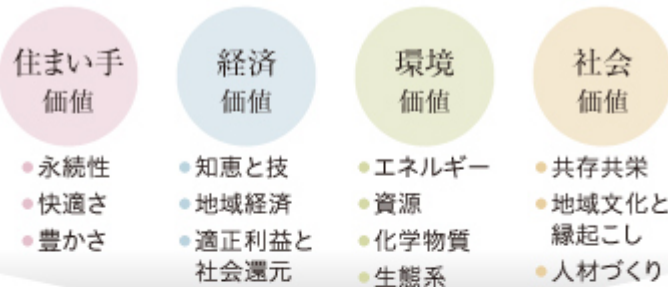 住まい手
価値
• 永続性
• 快適さ
• 豊かさ
経済
価値
• 知恵と技
• 地域経済
• 適正利益と
社会還元
環境
価値
• エネルギー
• 資源
• 化学物質
• 生態系
社会
価値
• 共存共栄
• 地域文化と
縁起こし
• 人材づくり